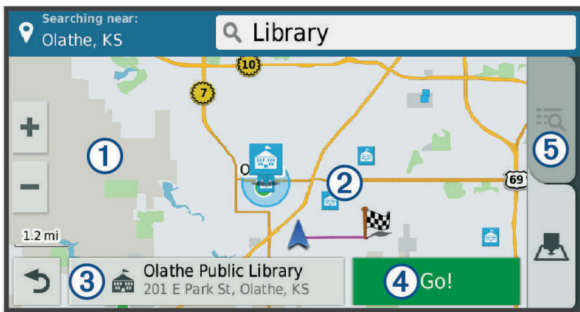 Searching near:
Olathe, KS
Library
10
7
+
1
5
O
2
69
−
1.2 mi
3
Olathe Public Library
201 E Park St, Olathe, KS
4
Go!